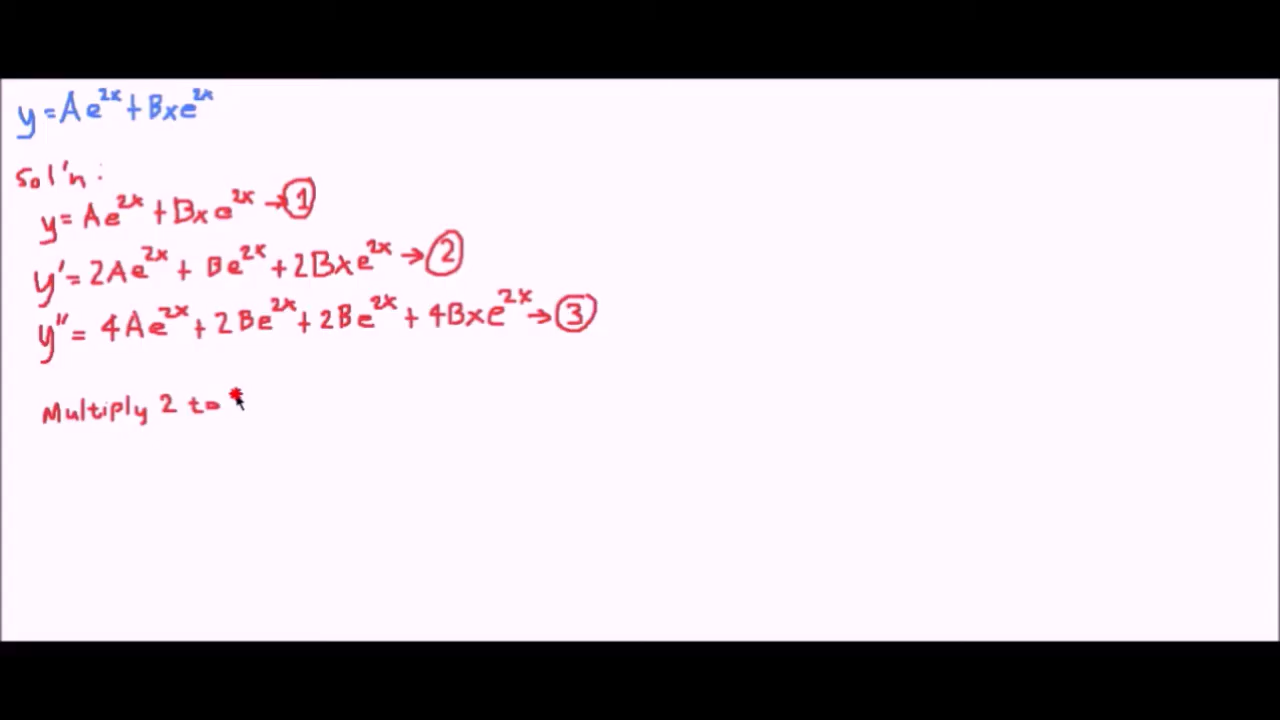 y=Ae^2x+Bxe^2x
Sol'n:
y=Ae^2x+Bxe^2x→①
y'=2Ae^2x+Be^2x+2Bxe^2x→②
y"=4Ae^2x+2Be^2x+2Be^2x+4Bxe^2x→③
Multiply 2 to